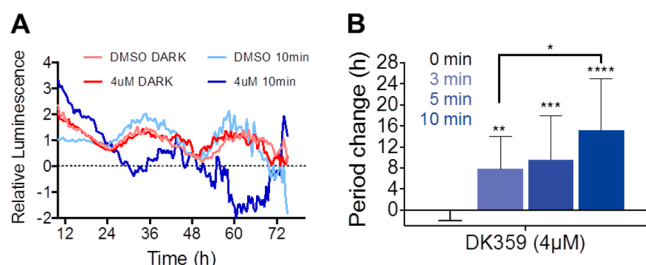 A
DMSO DARK
DMSO 10min
4uM DARK
4uM 10min
Relative Luminescence
5
4
3
2
1
0
-1
-2
12
24
36
48
60
72
Time (h)
B
Period change (h)
28
24
20
16
12
8
4
0
0 min
3 min
5 min
10 min
*
**
***
****
DK359 (4µM)